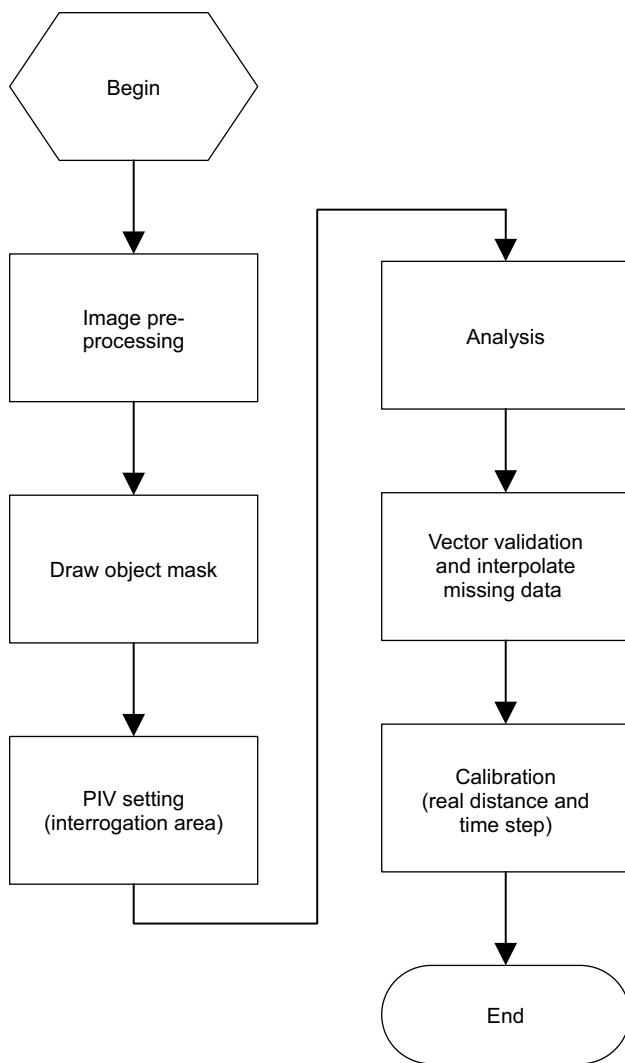 Begin
Image pre-
processing
Draw object mask
PIV setting
(interrogation area)
Analysis
Vector validation
and interpolate
missing data
Calibration
(real distance and
time step)
End